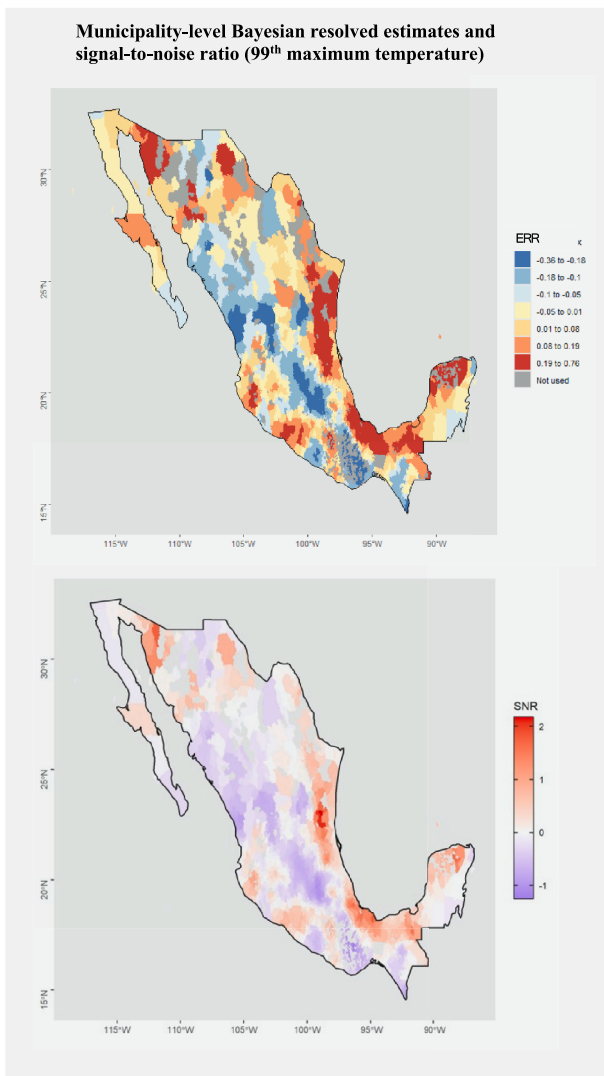 Municipality-level Bayesian resolved estimates and
signal-to-noise ratio (99th maximum temperature)
ERR
κ
-0.36 to -0.18
-0.18 to -0.1
-0.1 to -0.05
-0.05 to 0.01
0.01 to 0.08
0.08 to 0.19
0.19 to 0.76
Not used
30°N
25°N
20°N
15°N
115°W 110°W 105°W 100°W 95°W 90°W
SNR
2
1
0
-1
30°N
25°N
20°N
15°N
115°W 110°W 105°W 100°W 95°W 90°W